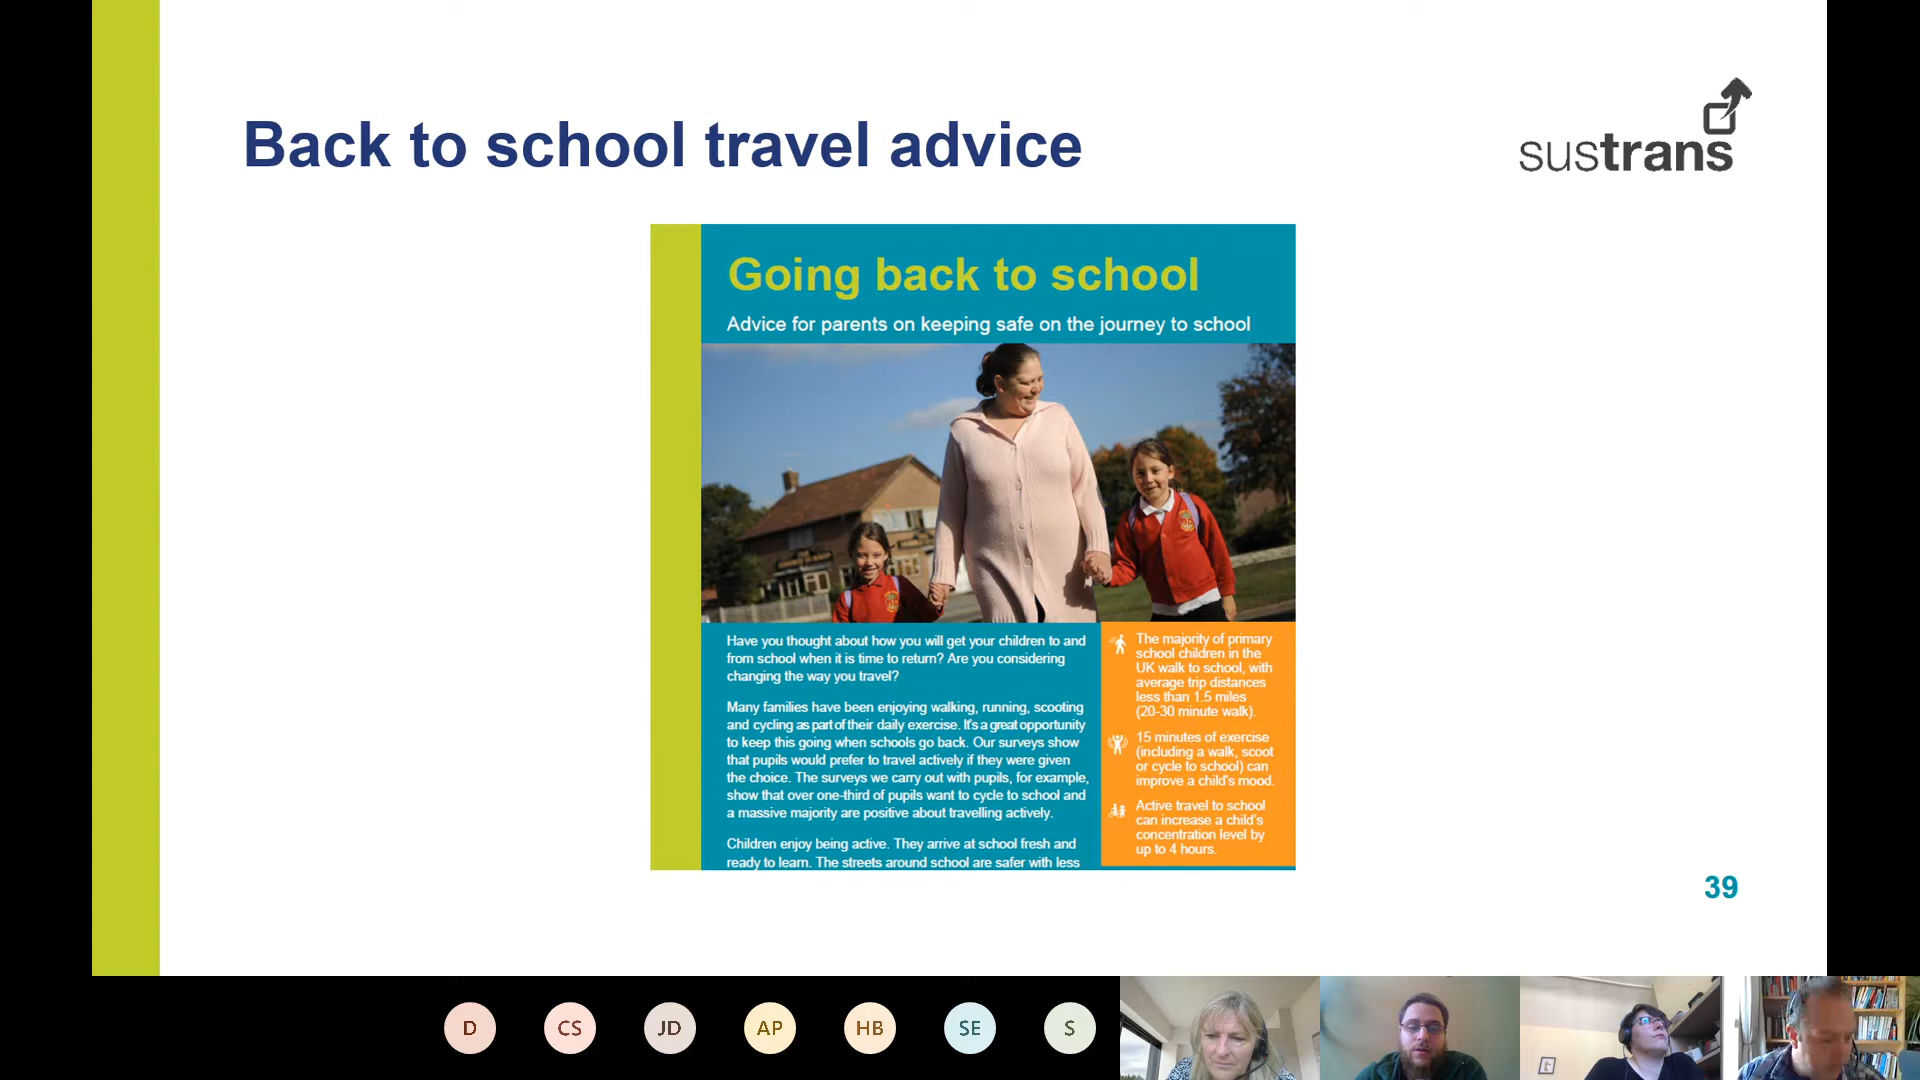 Back to school travel advice
sustrans
Going back to school
Advice for parents on keeping safe on the journey to school
Have you thought about how you will get your children to and
from school when it is time to return? Are you considering
changing the way you travel?
Many families have been enjoying walking, running, scooting
and cycling as part of their daily exercise. It's a great opportunity
to keep this going when schools go back. Our surveys show
that pupils would prefer to travel actively if they were given
the choice. The surveys we carry out with pupils, for example,
show that over one-third of pupils want to cycle to school and
a massive majority are positive about travelling actively.
Children enjoy being active. They arrive at school fresh and
ready to learn. The streets around school are safer with less
The majority of primary
school children in the
UK walk to school, with
average trip distances
less than 1.5 miles
(20-30 minute walk).
15 minutes of exercise
(including a walk, scoot
or cycle to school) can
improve a child's mood.
Active travel to school
can increase a child's
concentration level by
up to 4 hours.
39
D
CS
JD
AP
HB
SE
S